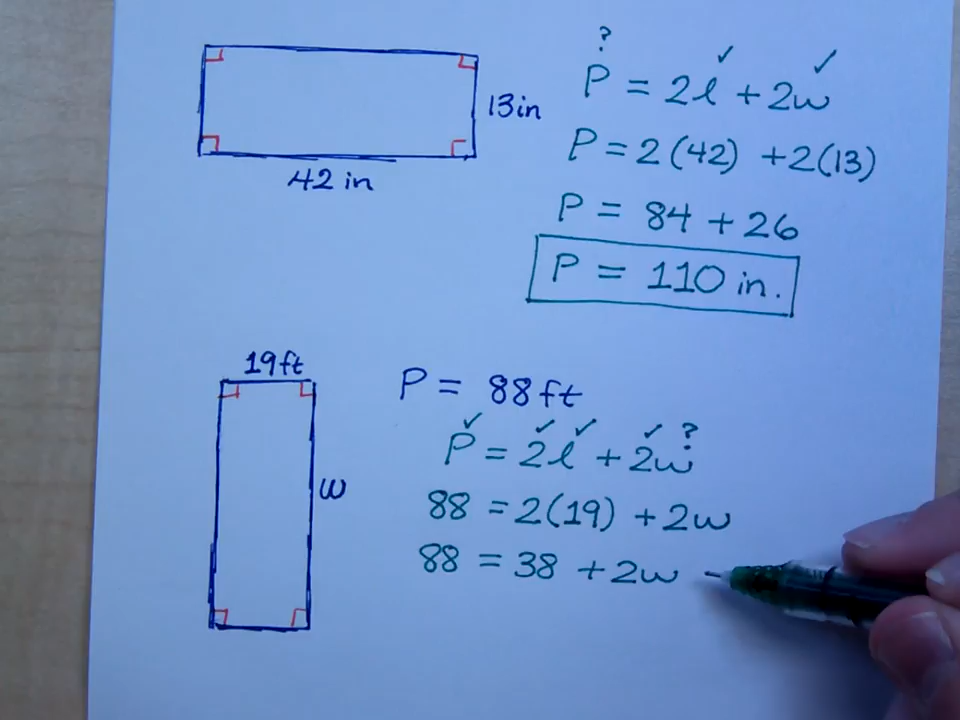 ?
P = 2l + 2w
13in
P = 2(42) + 2(13)
42 in
P = 84 + 26
P = 110 in.
19ft
P = 88ft
?
P = 2l + 2w
w
88 = 2(19) + 2w
88 = 38 + 2w